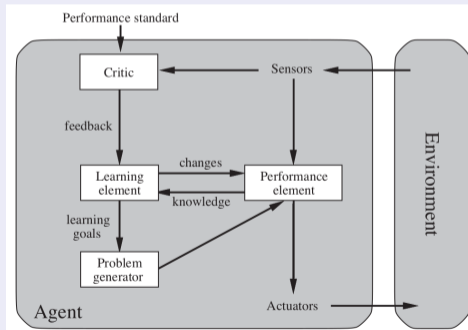 Performance standard
Critic
Sensors
feedback
changes
Learning
element
Performance
element
knowledge
learning
goals
Problem
generator
Agent
Actuators
Environment